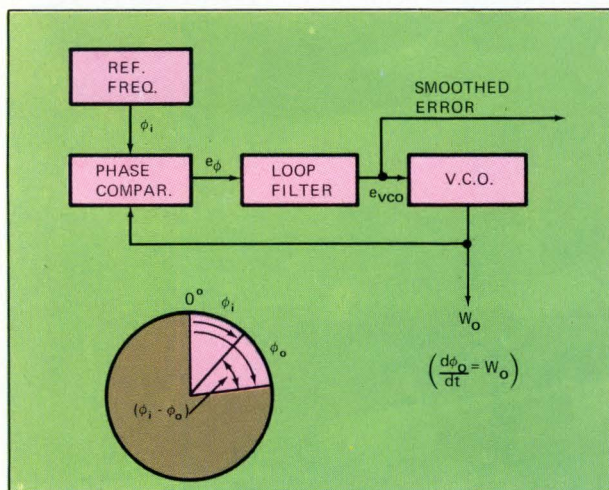 REF.
FREQ.
ϕi
SMOOTHED
ERROR
PHASE
COMPAR.
eϕ
LOOP
FILTER
eVCO
V.C.O.
0°
ϕi
ϕo
(ϕi - ϕo)
Wo
(dϕo/dt = Wo)